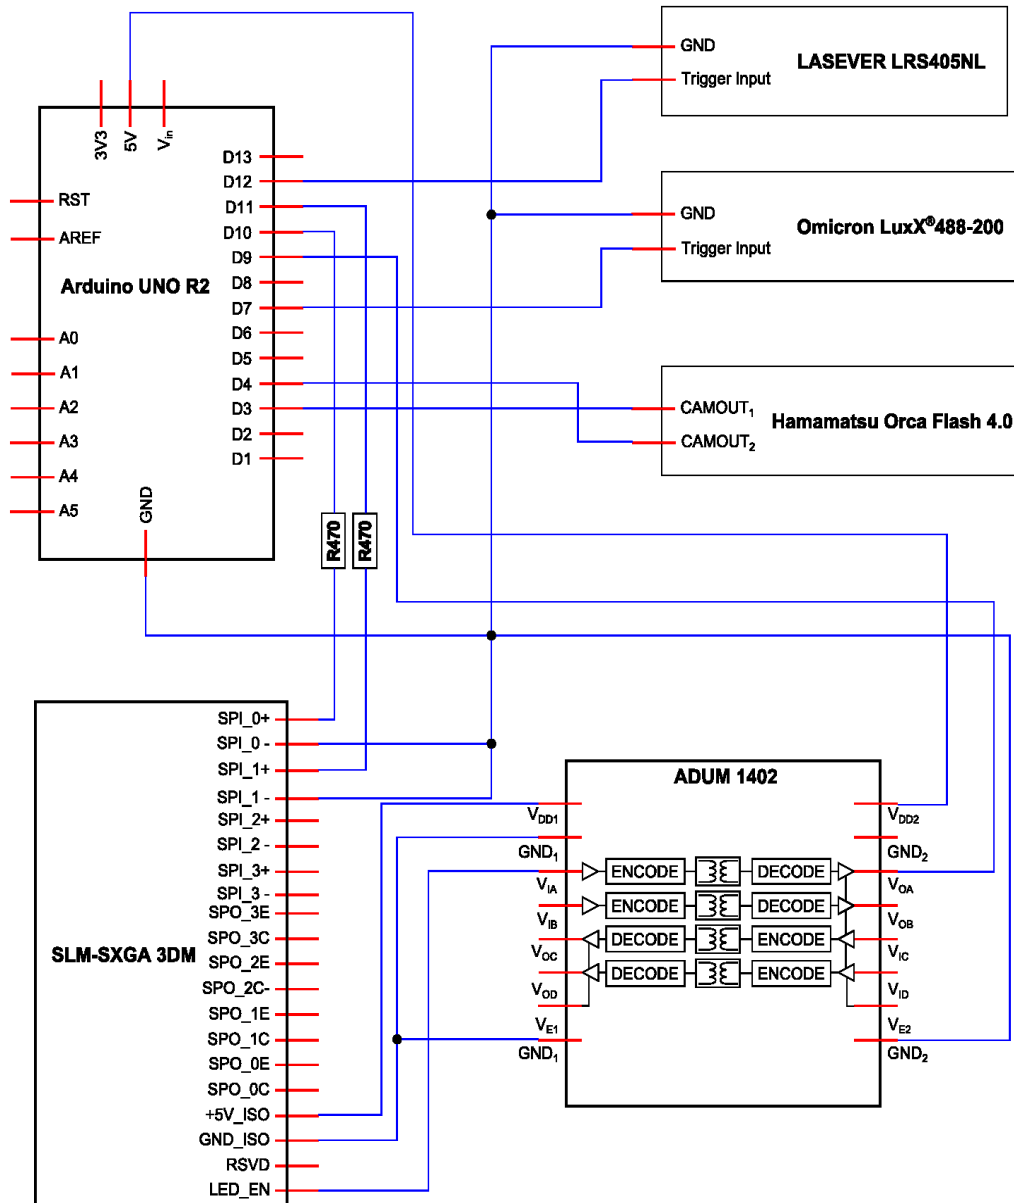 GND
Trigger Input
LASEVER LRS405NL
3V3
5V
Vin
RST
AREF
Arduino UNO R2
A0
A1
A2
A3
A4
A5
GND
D13
D12
D11
D10
D9
D8
D7
D6
D5
D4
D3
D2
D1
GND
Trigger Input
Omicron LuxX®488-200
CAMOUT1
CAMOUT2
Hamamatsu Orca Flash 4.0
R470
R470
SLM-SXGA 3DM
SPI_0+
SPI_0 -
SPI_1+
SPI_1 -
SPI_2+
SPI_2 -
SPI_3+
SPI_3 -
SPO_3E
SPO_3C
SPO_2E
SPO_2C-
SPO_1E
SPO_1C
SPO_0E
SPO_0C
+5V_ISO
GND_ISO
RSVD
LED_EN
ADUM 1402
VDD1
GND1
VIA
VIB
VOC
VOD
VE1
GND1
ENCODE DECODE
ENCODE DECODE
DECODE ENCODE
DECODE ENCODE
VDD2
GND2
VOA
VOB
VIC
VID
VE2
GND2